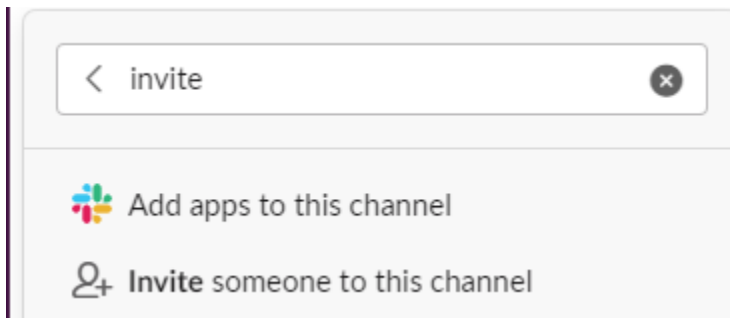 invite
Add apps to this channel
Invite someone to this channel